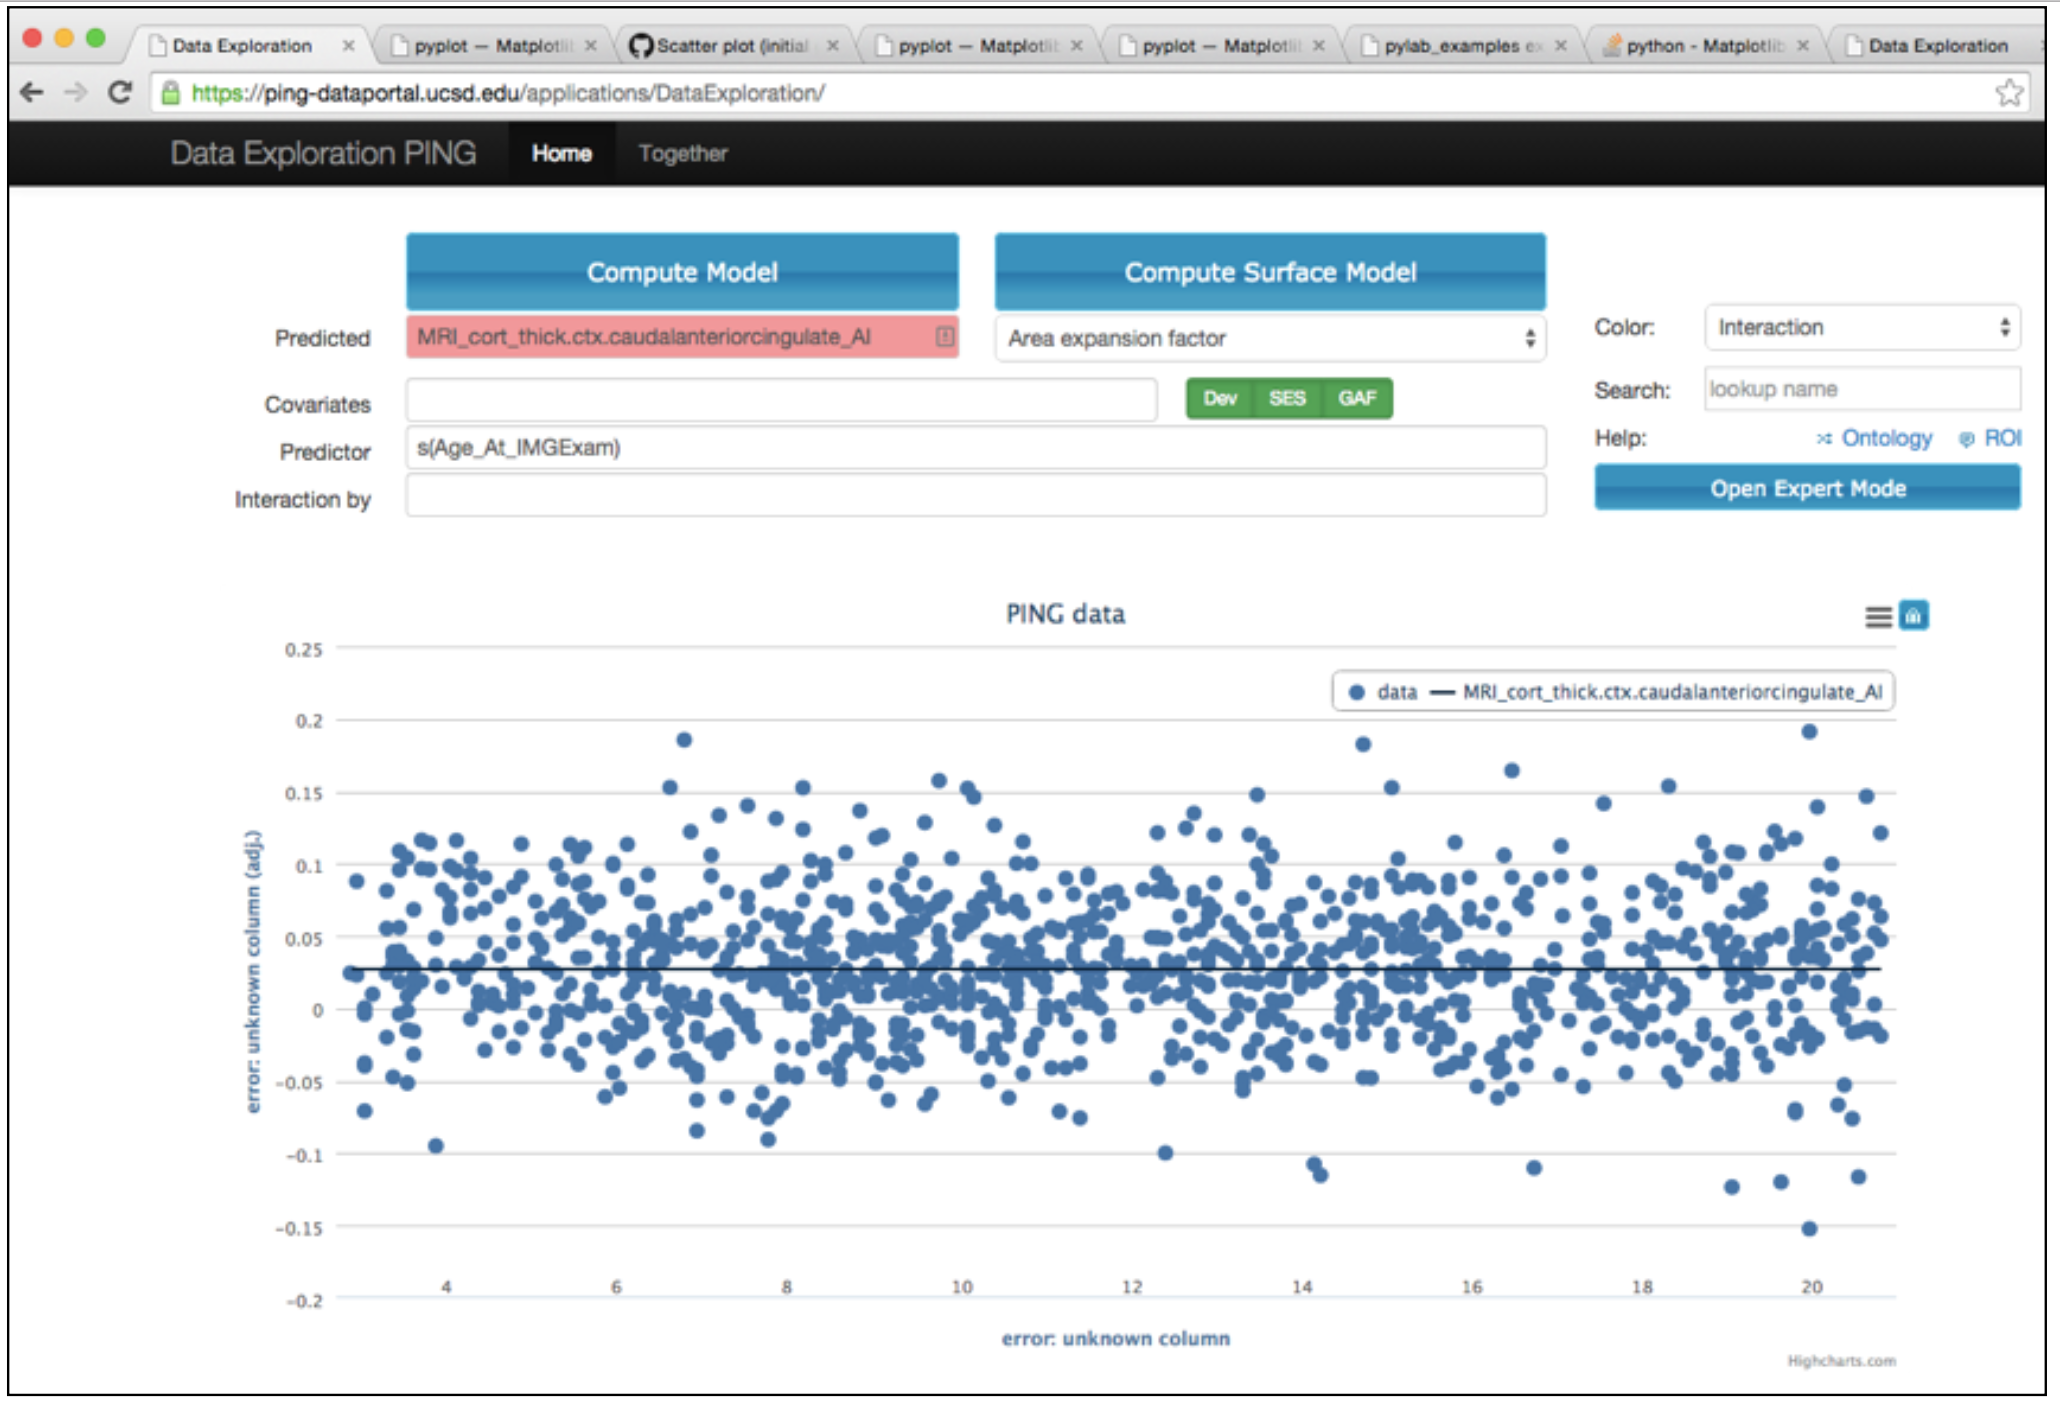 Data Exploration
pyplot — Matplotlib
Scatter plot (initial
pyplot — Matplotlib
pyplot — Matplotlib
pylab_examples ex
python - Matplotlib
Data Exploration
https://ping-dataportal.ucsd.edu/applications/DataExploration/
Data Exploration PING Home Together
Compute Model Compute Surface Model
Predicted MRI_cort_thick.ctx.caudalanteriorcingulate_AI Area expansion factor Color: Interaction
Covariates Dev SES GAF Search: lookup name
Predictor s(Age_At_IMGExam) Help: Ontology ROI
Interaction by Open Expert Mode
PING data
data MRI_cort_thick.ctx.caudalanteriorcingulate_AI
error: unknown column (adj.)
0.25
0.2
0.15
0.1
0.05
0
−0.05
−0.1
−0.15
−0.2
4 6 8 10 12 14 16 18 20
error: unknown column
Highcharts.com